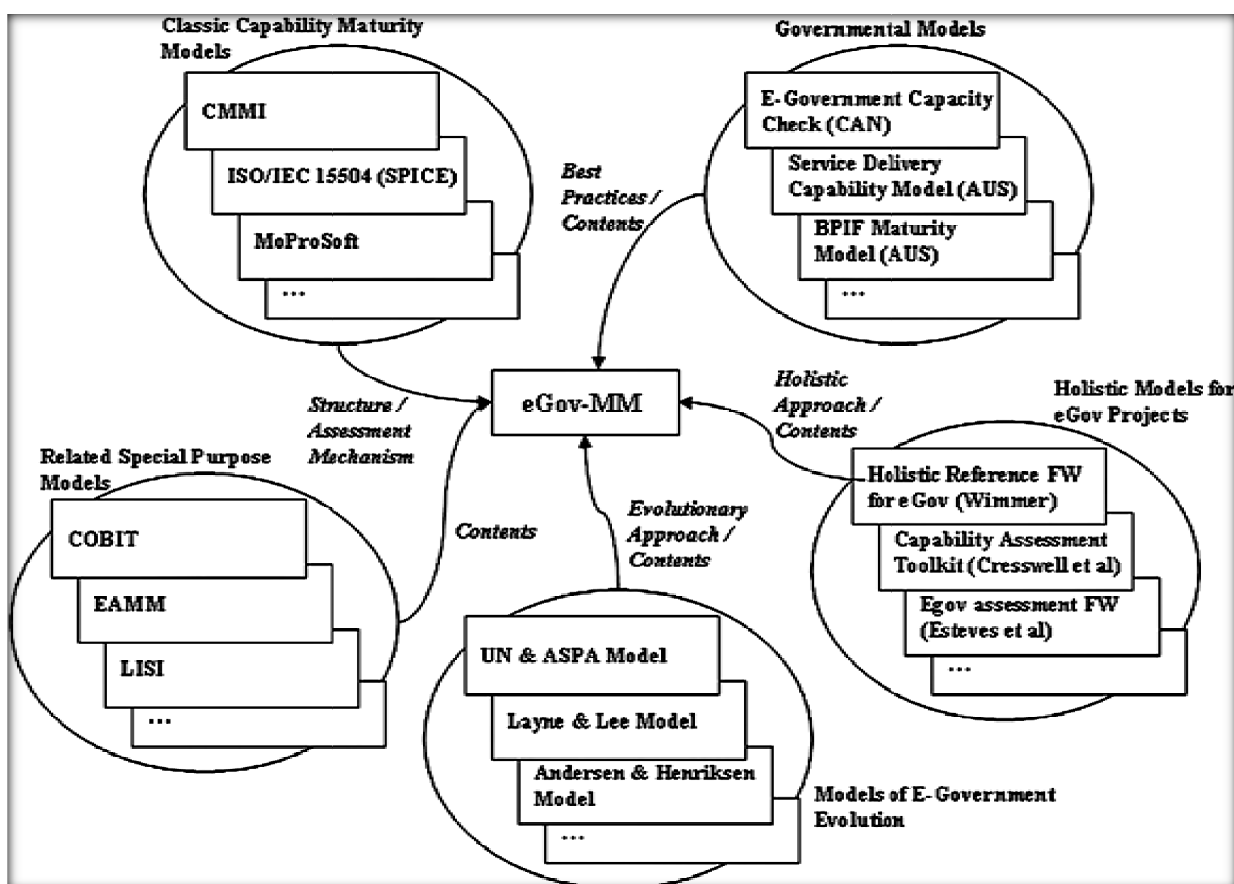 Classic Capability Maturity
Models
CMMI
ISO/IEC 15504 (SPICE)
MoProSoft
...
Governmental Models
E-Government Capacity
Check (CAN)
Service Delivery
Capability Model (AUS)
BPIF Maturity
Model (AUS)
...
Best
Practices /
Contents
eGov-MM
Structure /
Assessment
Mechanism
Holistic
Approach /
Contents
Holistic Models for
eGov Projects
Holistic Reference FW
for eGov (Wimmer)
Capability Assessment
Toolkit (Cresswell et al)
Egov assessment FW
(Esteves et al)
...
Related Special Purpose
Models
COBIT
EAMM
LISI
...
Contents
Evolutionary
Approach /
Contents
UN & ASPA Model
Layne & Lee Model
Andersen & Henriksen
Model
...
Models of E-Government
Evolution